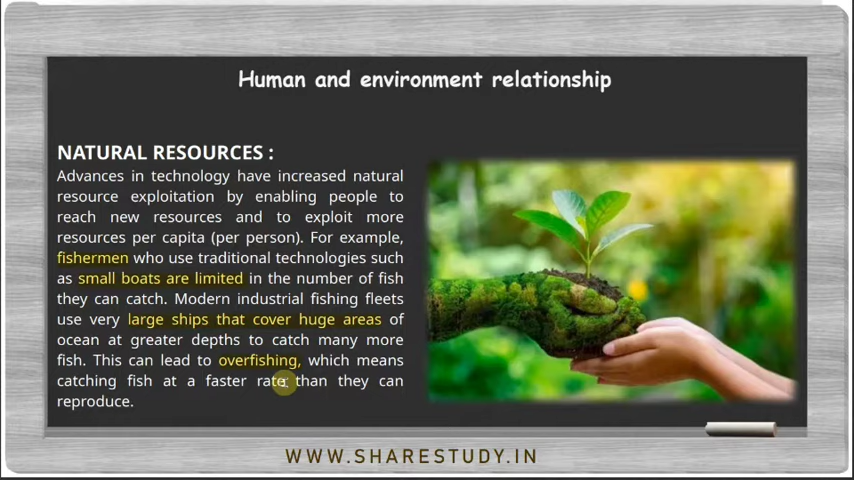 Human and environment relationship
NATURAL RESOURCES :
Advances in technology have increased natural
resource exploitation by enabling people to
reach new resources and to exploit more
resources per capita (per person). For example,
fishermen who use traditional technologies such
as small boats are limited in the number of fish
they can catch. Modern industrial fishing fleets
use very large ships that cover huge areas of
ocean at greater depths to catch many more
fish. This can lead to overfishing, which means
catching fish at a faster rate than they can
reproduce.
WWW.SHARESTUDY.IN